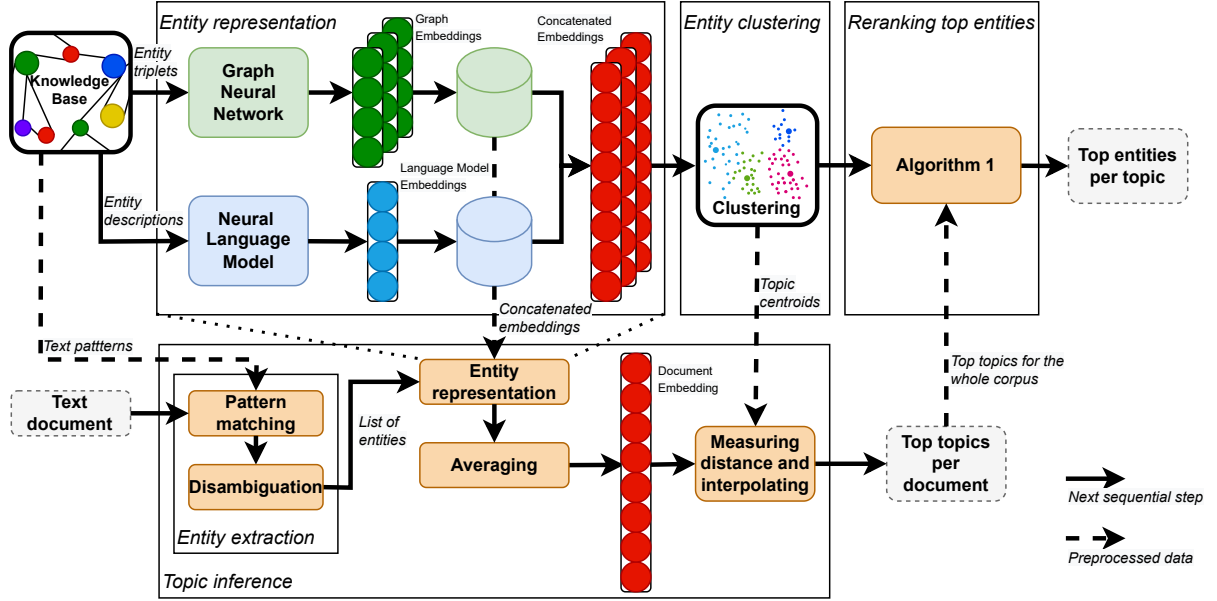 Entity representation
Entity clustering
Reranking top entities
Knowledge
Base
Entity
triplets
Graph
Neural
Network
Graph
Embeddings
Concatenated
Embeddings
Entity
descriptions
Neural
Language
Model
Language Model
Embeddings
Clustering
Algorithm 1
Top entities
per topic
Concatenated
embeddings
Topic
centroids
Top topics for the
whole corpus
Text pattterns
Text
document
Pattern
matching
Disambiguation
Entity extraction
List of
entities
Entity
representation
Averaging
Document
Embedding
Measuring
distance and
interpolating
Top topics
per
document
Topic inference
Next sequential step
Preprocessed data